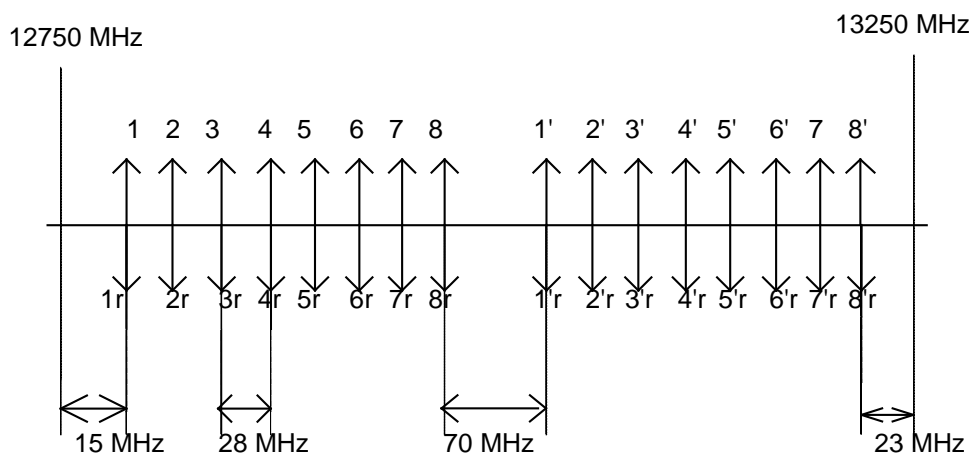 12750 MHz
13250 MHz
1 2 3 4 5 6 7 8 1' 2' 3' 4' 5' 6' 7 8'
1r 2r 3r 4r 5r 6r 7r 8r 1'r 2'r 3'r 4'r 5'r 6'r 7'r 8'r
15 MHz 28 MHz 70 MHz 23 MHz